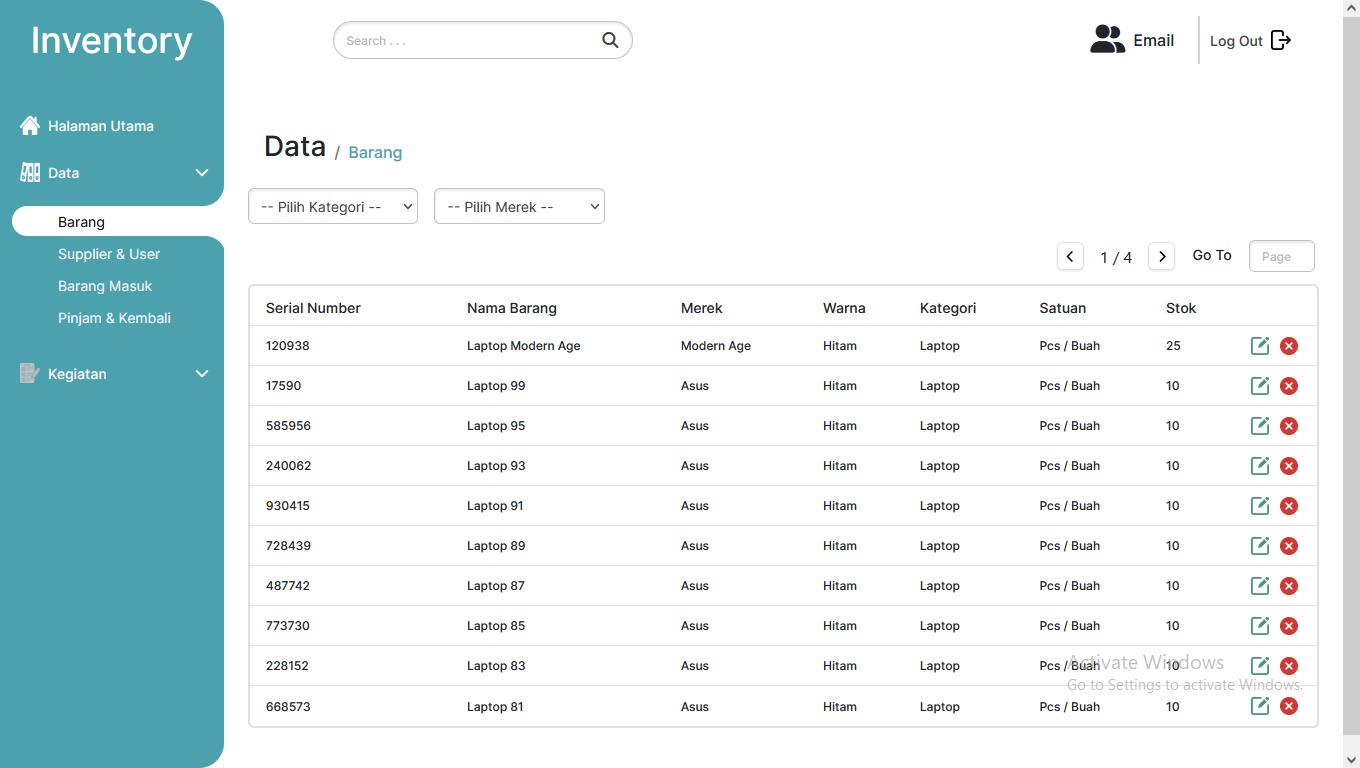 Inventory
Search . . .
Email
Log Out
Halaman Utama
Data
Barang
Supplier & User
Barang Masuk
Pinjam & Kembali
Kegiatan
Data / Barang
-- Pilih Kategori -- -- Pilih Merek --
1 / 4 Go To Page
Serial Number Nama Barang Merek Warna Kategori Satuan Stok
120938 Laptop Modern Age Modern Age Hitam Laptop Pcs / Buah 25
17590 Laptop 99 Asus Hitam Laptop Pcs / Buah 10
585956 Laptop 95 Asus Hitam Laptop Pcs / Buah 10
240062 Laptop 93 Asus Hitam Laptop Pcs / Buah 10
930415 Laptop 91 Asus Hitam Laptop Pcs / Buah 10
728439 Laptop 89 Asus Hitam Laptop Pcs / Buah 10
487742 Laptop 87 Asus Hitam Laptop Pcs / Buah 10
773730 Laptop 85 Asus Hitam Laptop Pcs / Buah 10
228152 Laptop 83 Asus Hitam Laptop Pcs / Buah 10
668573 Laptop 81 Asus Hitam Laptop Pcs / Buah 10
Activate Windows
Go to Settings to activate Windows.